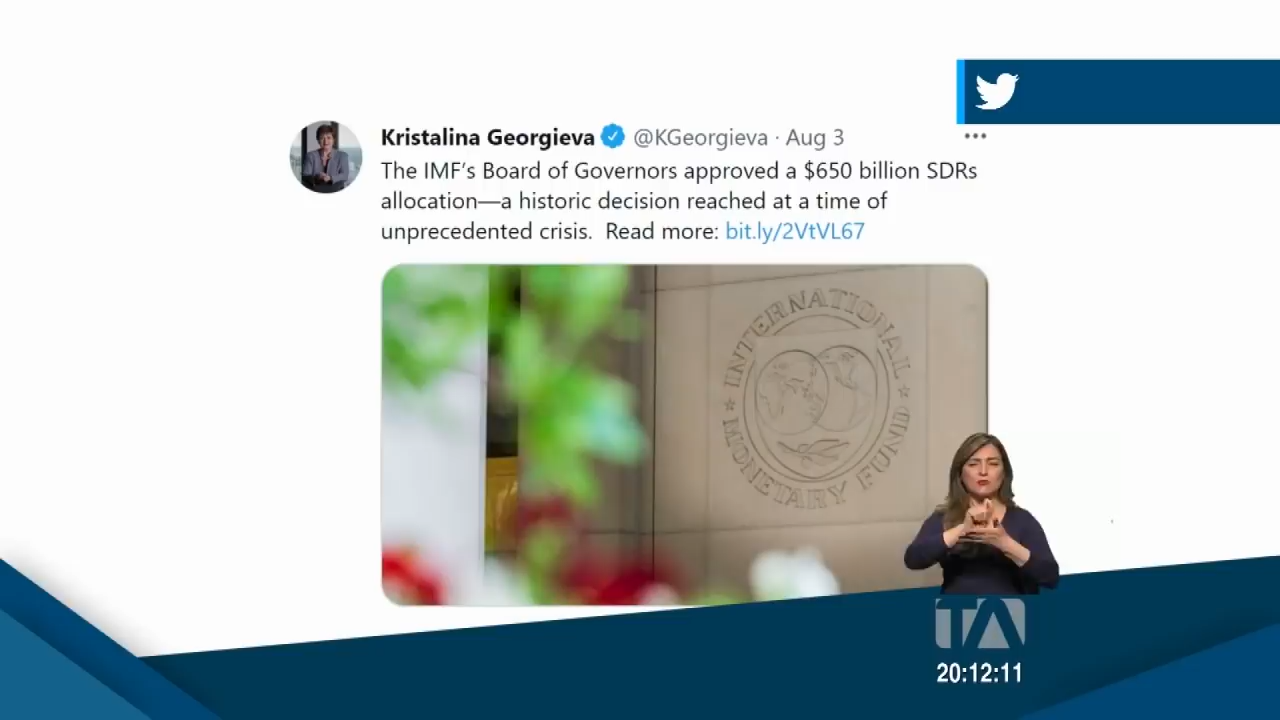 Kristalina Georgieva @KGeorgieva · Aug 3
The IMF’s Board of Governors approved a $650 billion SDRs
allocation—a historic decision reached at a time of
unprecedented crisis.  Read more: bit.ly/2VtVL67
INTERNATIONAL
MONETARY FUND
TA
20:12:11